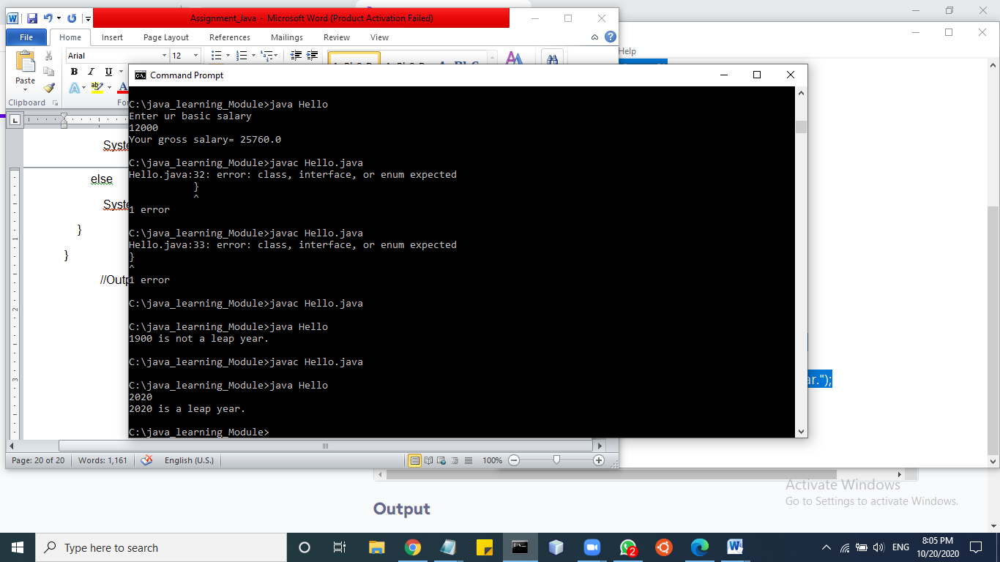 Assignment_Java - Microsoft Word (Product Activation Failed)
File Home Insert Page Layout References Mailings Review View
Help
Arial 12
Paste
B I U
Clipboard
Command Prompt
C:\java_learning_Module>java Hello
Enter ur basic salary
12000
Your gross salary= 25760.0
C:\java_learning_Module>javac Hello.java
Hello.java:32: error: class, interface, or enum expected
}
^
1 error
C:\java_learning_Module>javac Hello.java
Hello.java:33: error: class, interface, or enum expected
}
^
1 error
C:\java_learning_Module>javac Hello.java
C:\java_learning_Module>java Hello
1900 is not a leap year.
C:\java_learning_Module>javac Hello.java
C:\java_learning_Module>java Hello
2020
2020 is a leap year.
C:\java_learning_Module>
Syste
else
Syste
}
}
//Outp
ar.");
Page: 20 of 20 Words: 1,161 English (U.S.) 100%
Output
Activate Windows
Go to Settings to activate Windows.
Type here to search
2
ENG
8:05 PM
10/20/2020